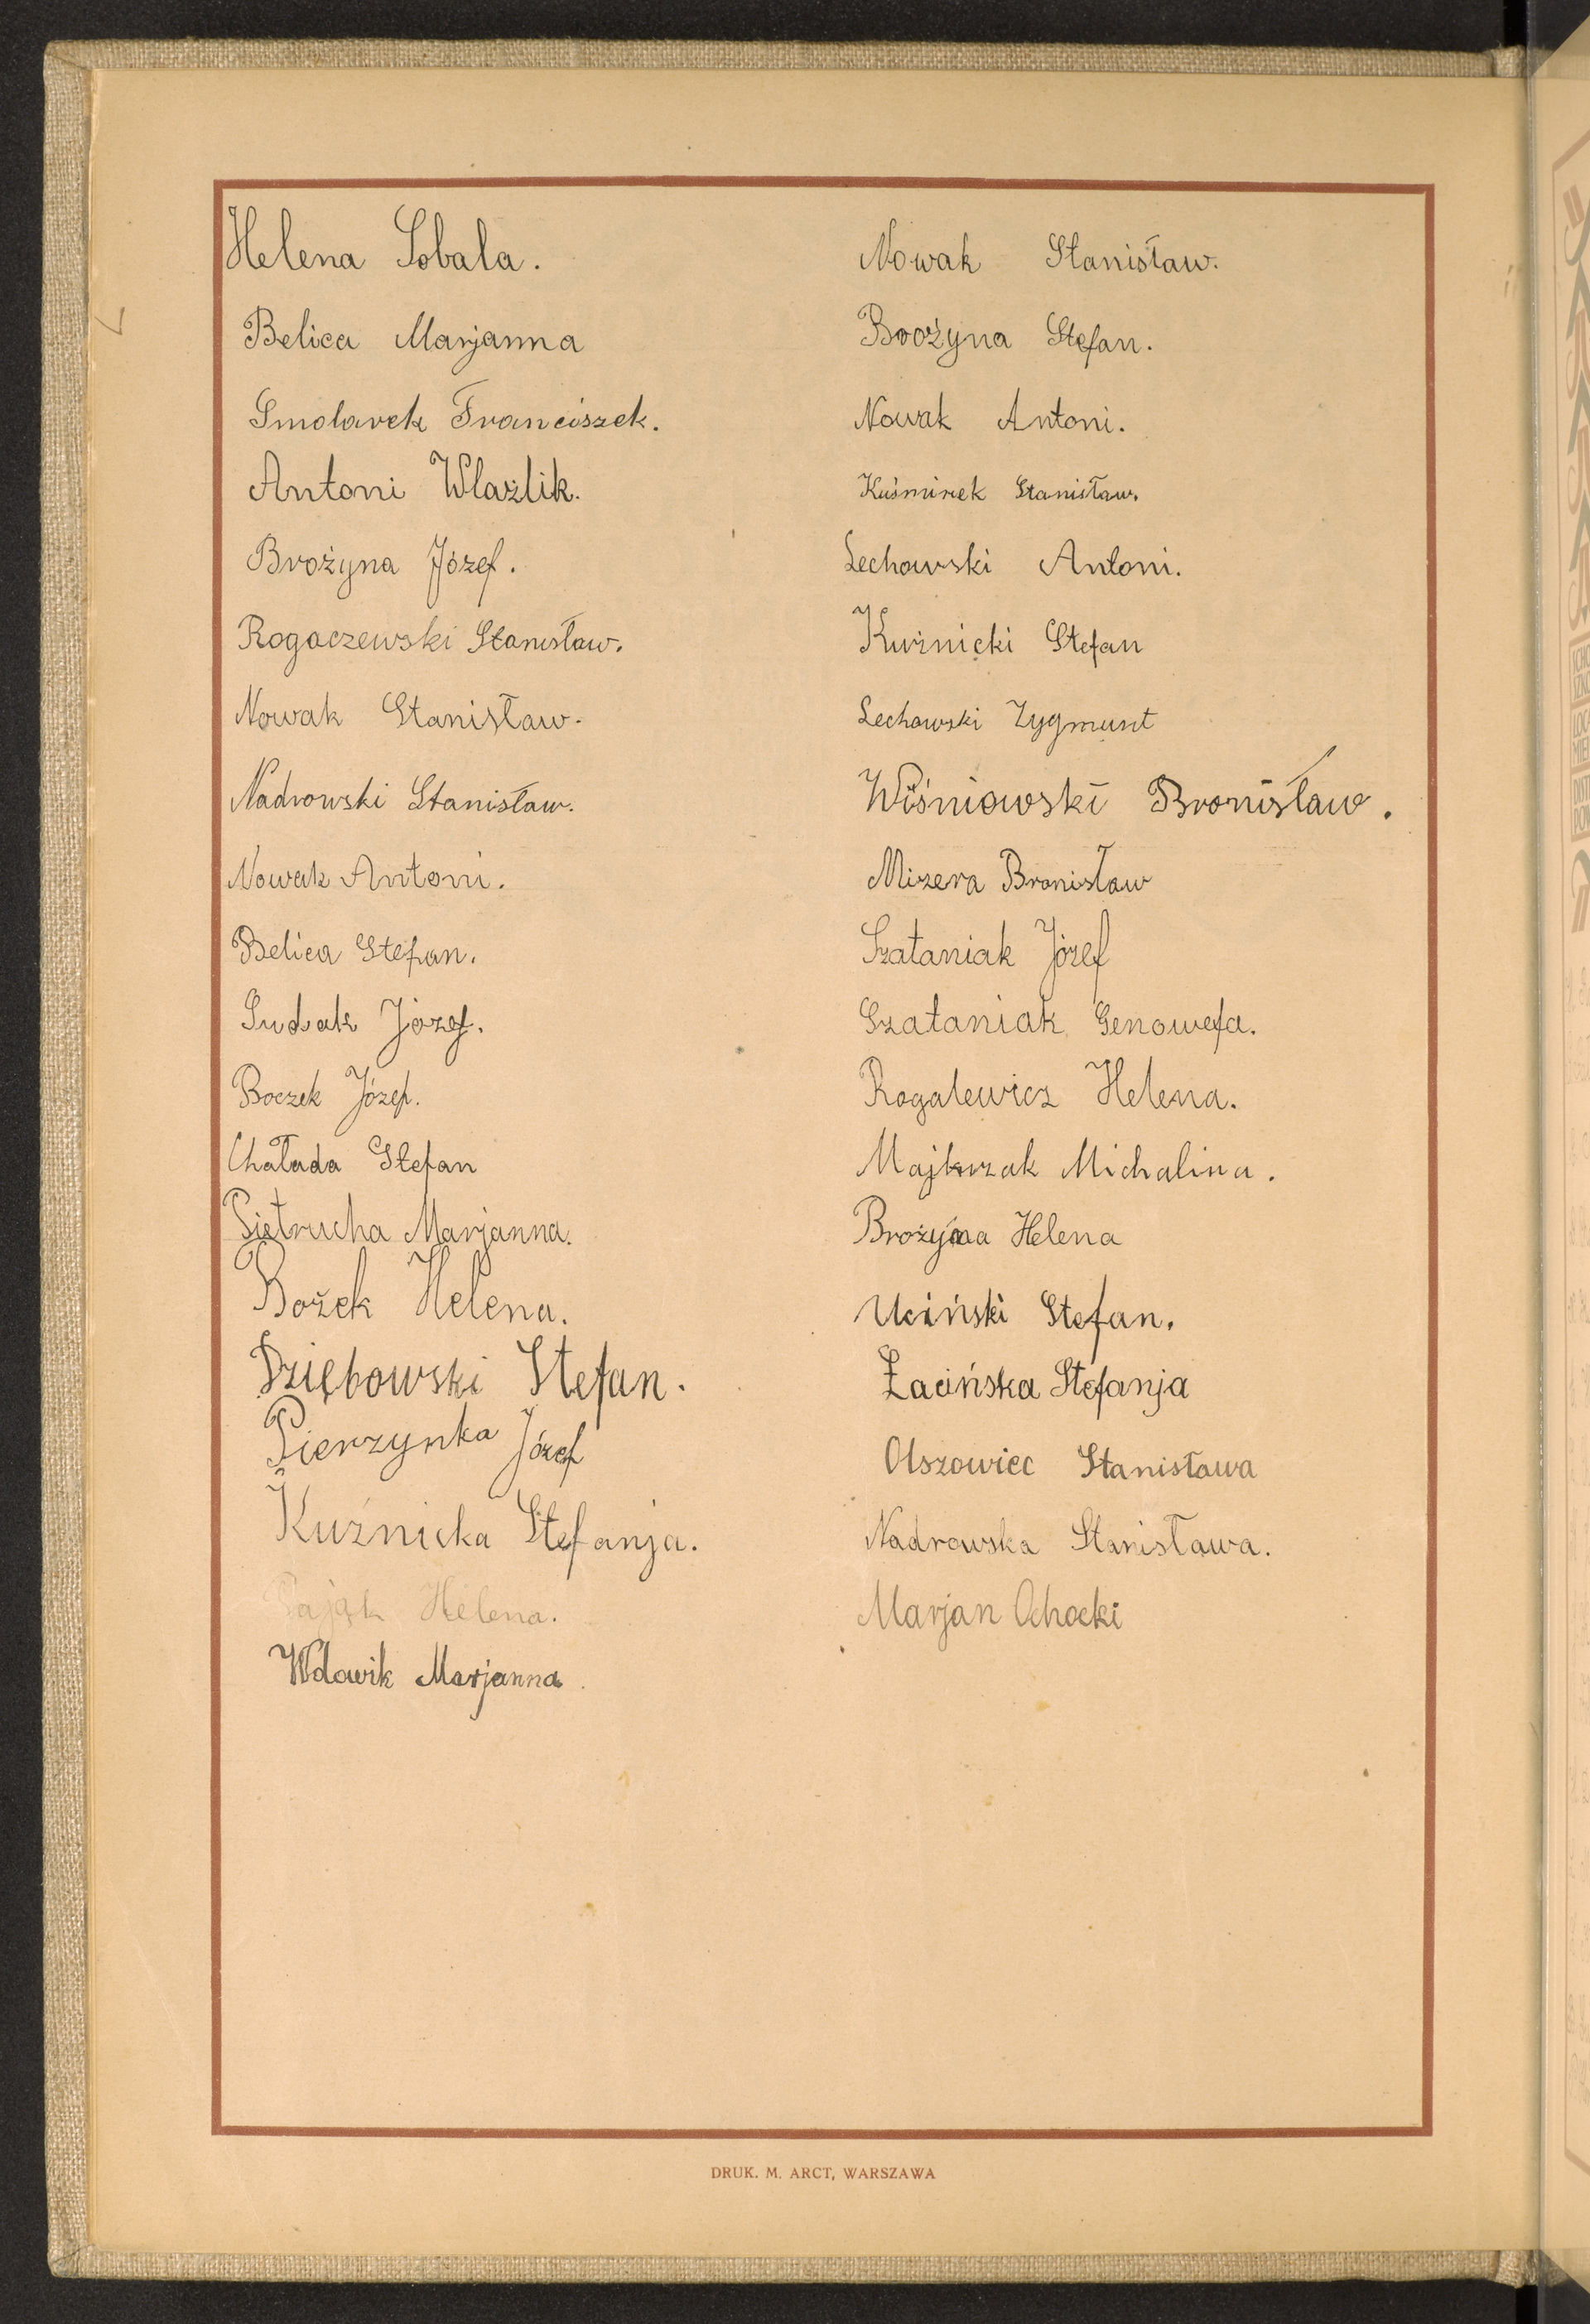 Helena Sobala.
Belica Marjanna
Smolarek Franciszek.
Antoni Wlaźlik.
Brożyna Józef.
Rogaczewski Stanisław.
Nowak Stanisław.
Nadrowski Stanisław.
Nowak Antoni.
Belica Stefan.
Józef.
Boczek Józef.
Chałada Stefan
Pietrucha Marjanna.
Bożek Helena.
Dziębowski Stefan.
Pierzynka Józef
Kuźnicka Stefanja.
Pająk Helena.
Wdowik Marjanna.
Nowak Stanisław.
Brożyna Stefan.
Nowak Antoni.
Kuśmirek Stanisław.
Lechowski Antoni.
Kuźnicki Stefan
Lechowski Zygmunt
Wiśniowski Bronisław.
Mizera Bronisław
Szataniak Józef
Szataniak Genowefa.
Rogalewicz Helena.
Majkrzak Michalina.
Brożyna Helena
Uciński Stefan.
Łacińska Stefanja
Olszowiec Stanisława
Nadrowska Stanisława.
Marjan Ochocki
DRUK. M. ARCT, WARSZAWA